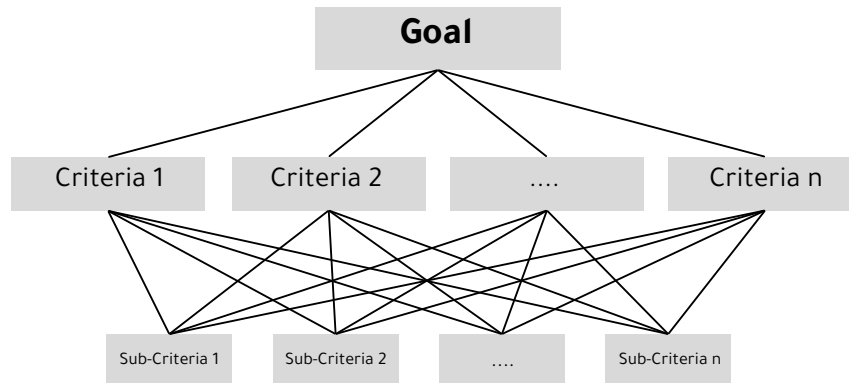 Goal
Criteria 1
Criteria 2
....
Criteria n
Sub-Criteria 1
Sub-Criteria 2
....
Sub-Criteria n